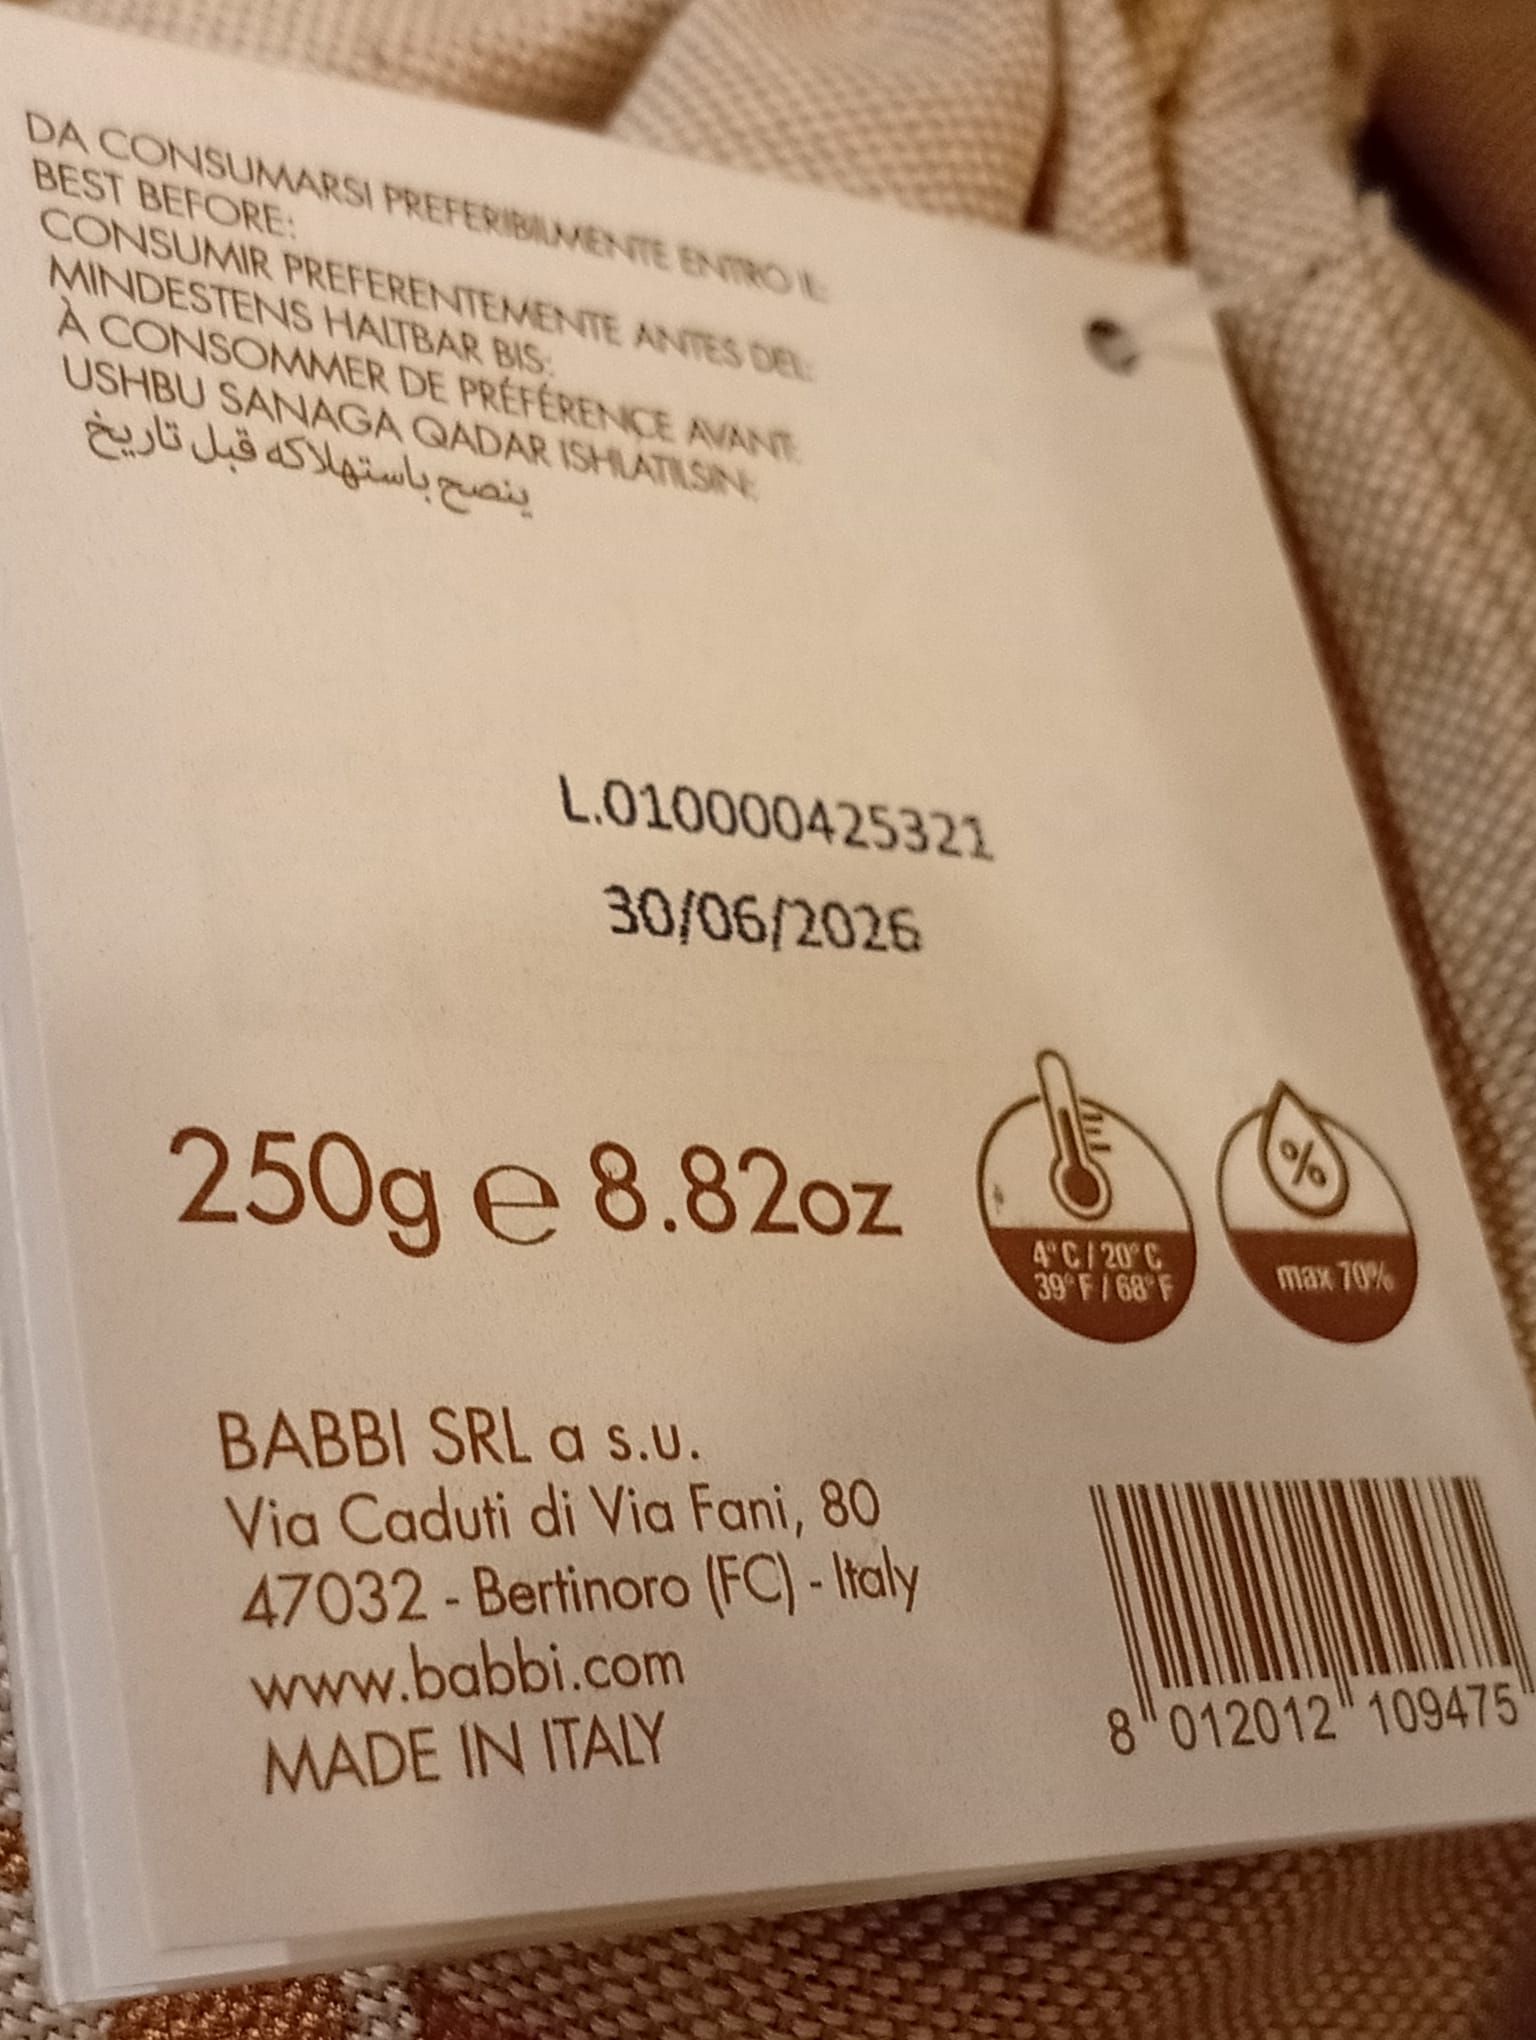 DA CONSUMARSI PREFERIBILMENTE ENTRO IL:
BEST BEFORE:
CONSUMIR PREFERENTEMENTE ANTES DEL:
MINDESTENS HALTBAR BIS:
À CONSOMMER DE PRÉFÉRENCE AVANT:
USHBU SANAGA QADAR ISHLATILSIN:
ينصح باستهلاكه قبل تاريخ
L.010000425321
30/06/2026
250g e 8.82oz
4°C / 20°C
39°F / 68°F
%
max 70%
BABBI SRL a s.u.
Via Caduti di Via Fani, 80
47032 - Bertinoro (FC) - Italy
www.babbi.com
MADE IN ITALY
8 012012 109475